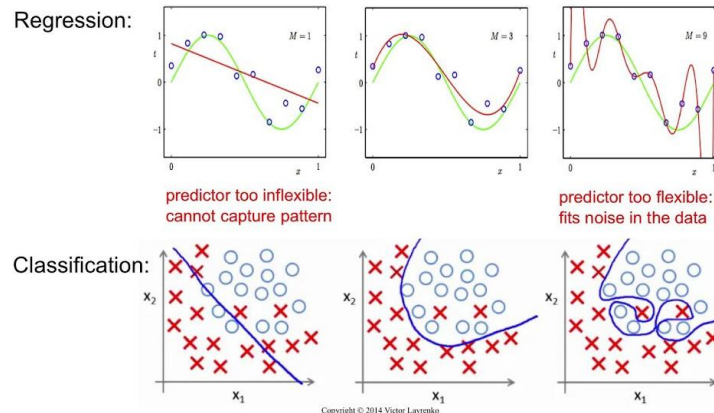 Regression:
M = 1
M = 3
M = 9
t
1
0
-1
0
x
1
1
0
-1
0
x
1
1
0
-1
0
x
1
predictor too inflexible:
cannot capture pattern
predictor too flexible:
fits noise in the data
Classification:
x2
x1
x2
x1
x2
x1
Copyright © 2014 Victor Lavrenko